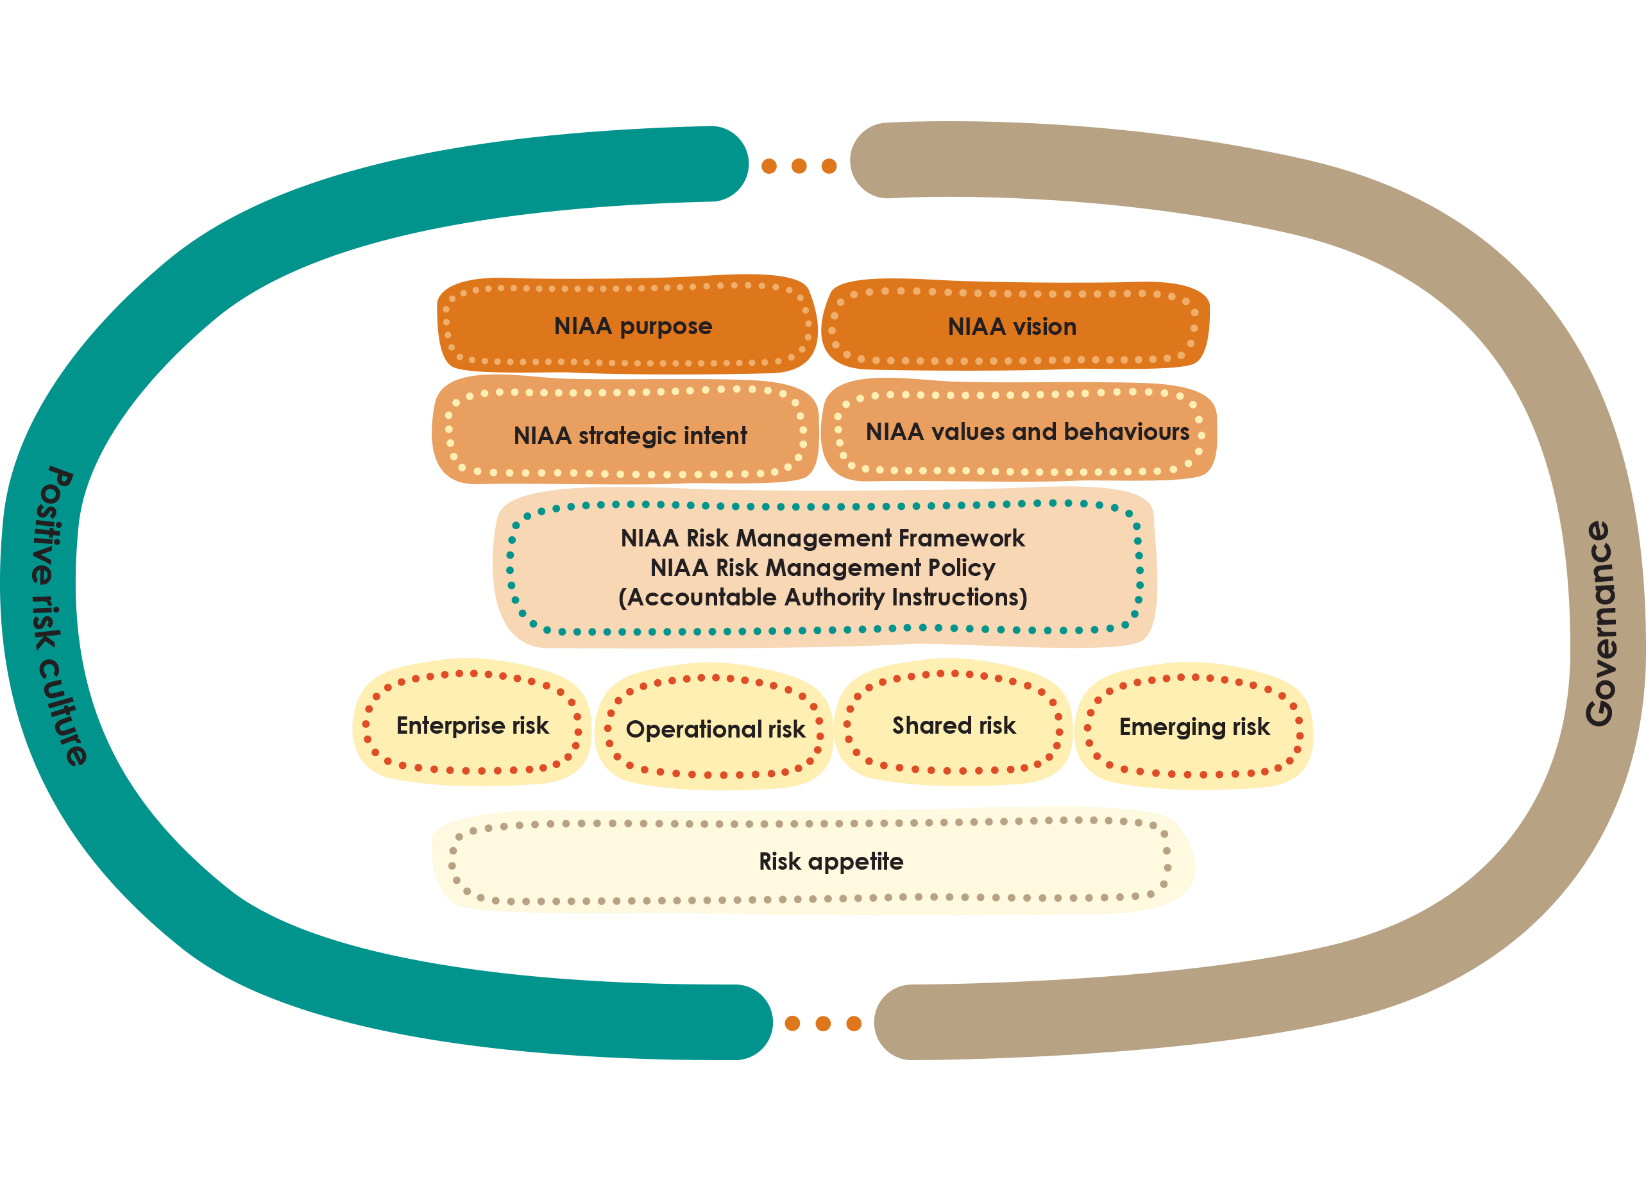 Positive risk culture
Governance
NIAA purpose
NIAA vision
NIAA strategic intent
NIAA values and behaviours
NIAA Risk Management Framework
NIAA Risk Management Policy
(Accountable Authority Instructions)
Enterprise risk
Operational risk
Shared risk
Emerging risk
Risk appetite